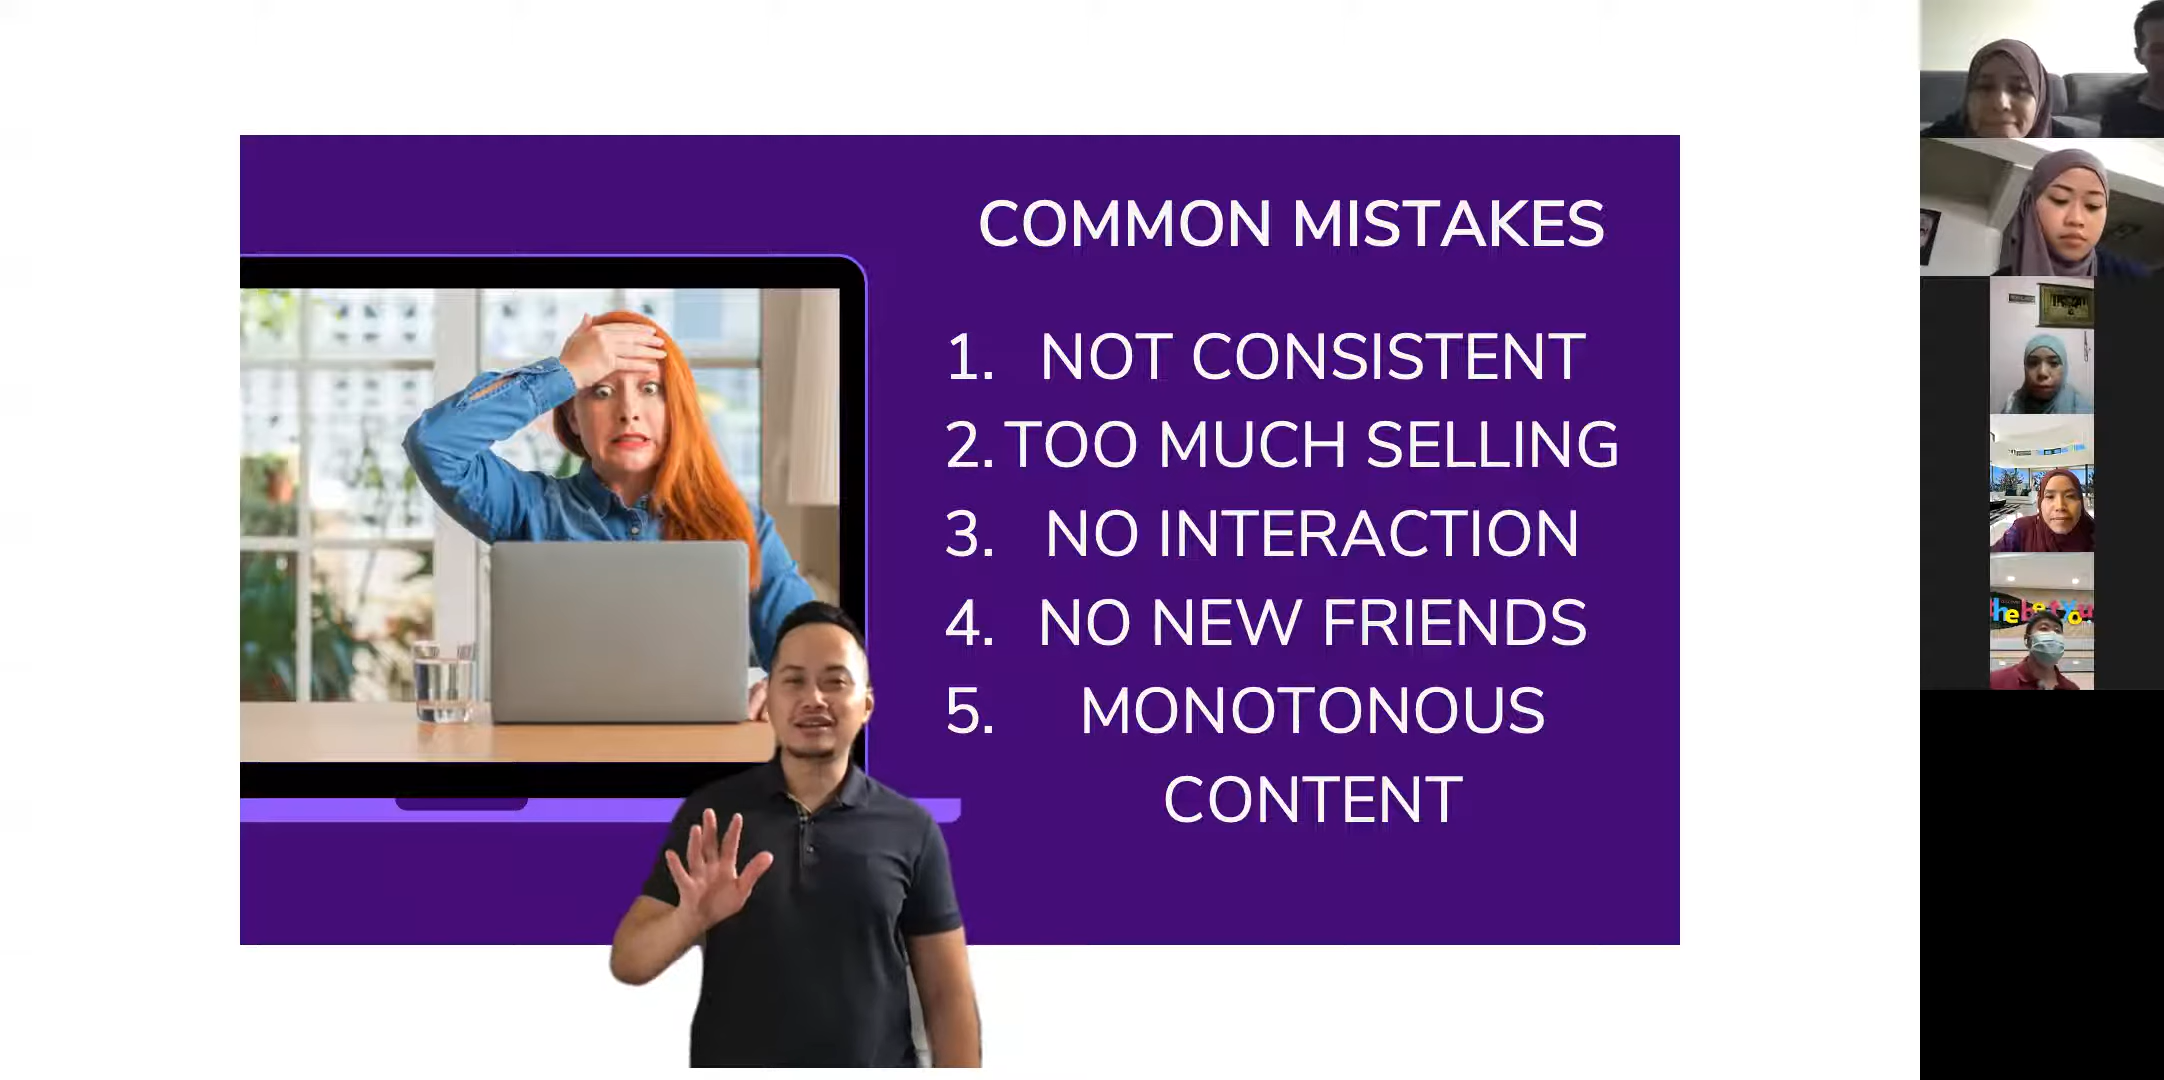 COMMON MISTAKES
1. NOT CONSISTENT
2. TOO MUCH SELLING
3. NO INTERACTION
4. NO NEW FRIENDS
5. MONOTONOUS
CONTENT